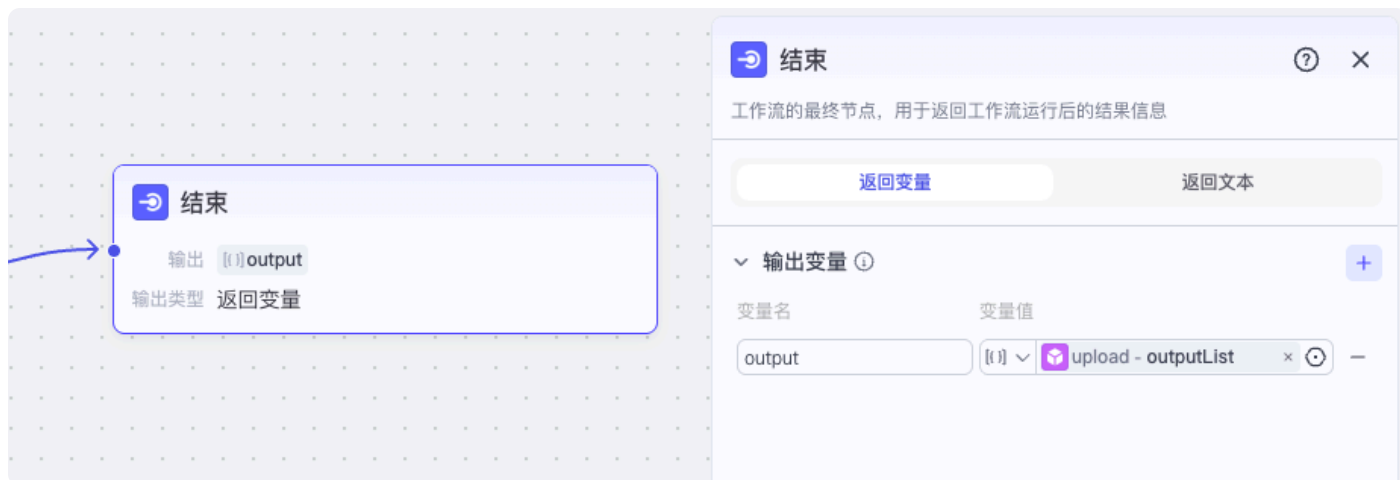 结束
输出 [()]output
输出类型 返回变量
结束
工作流的最终节点，用于返回工作流运行后的结果信息
返回变量 返回文本
输出变量
变量名 变量值
output [()] upload - outputList